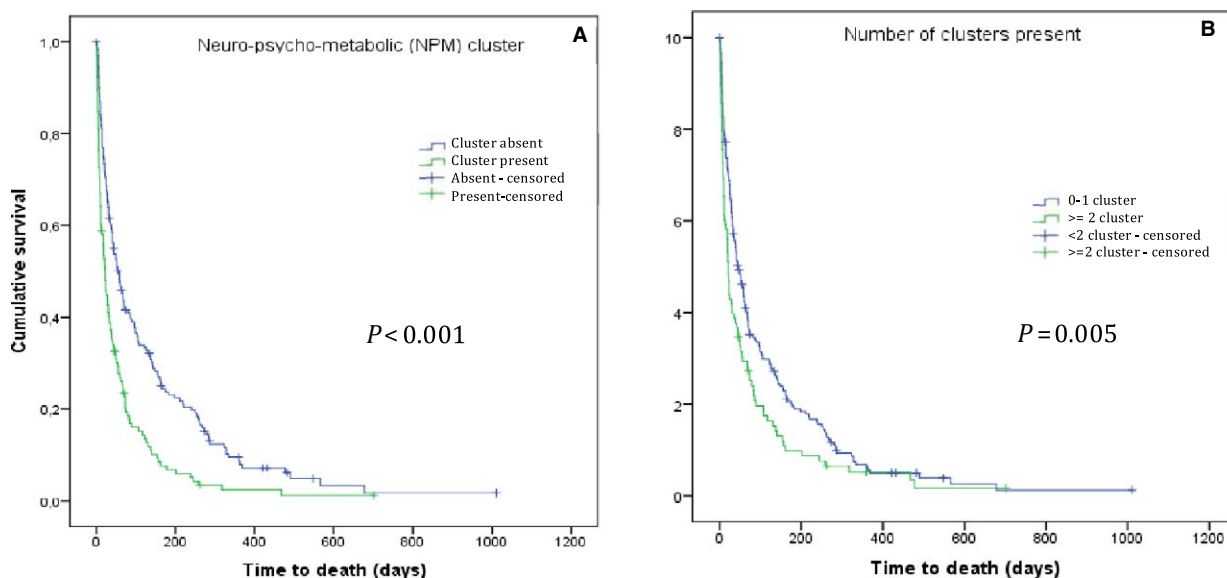 Neuro-psycho-metabolic (NPM) cluster
A
1,0
0,8
0,6
0,4
0,2
0,0
Cumulative survival
Cluster absent
Cluster present
Absent - censored
Present-censored
P < 0.001
0 200 400 600 800 1000 1200
Time to death (days)
Number of clusters present
B
10
8
6
4
2
0
0-1 cluster
>= 2 cluster
<2 cluster - censored
>=2 cluster - censored
P = 0.005
0 200 400 600 800 1000 1200
Time to death (days)